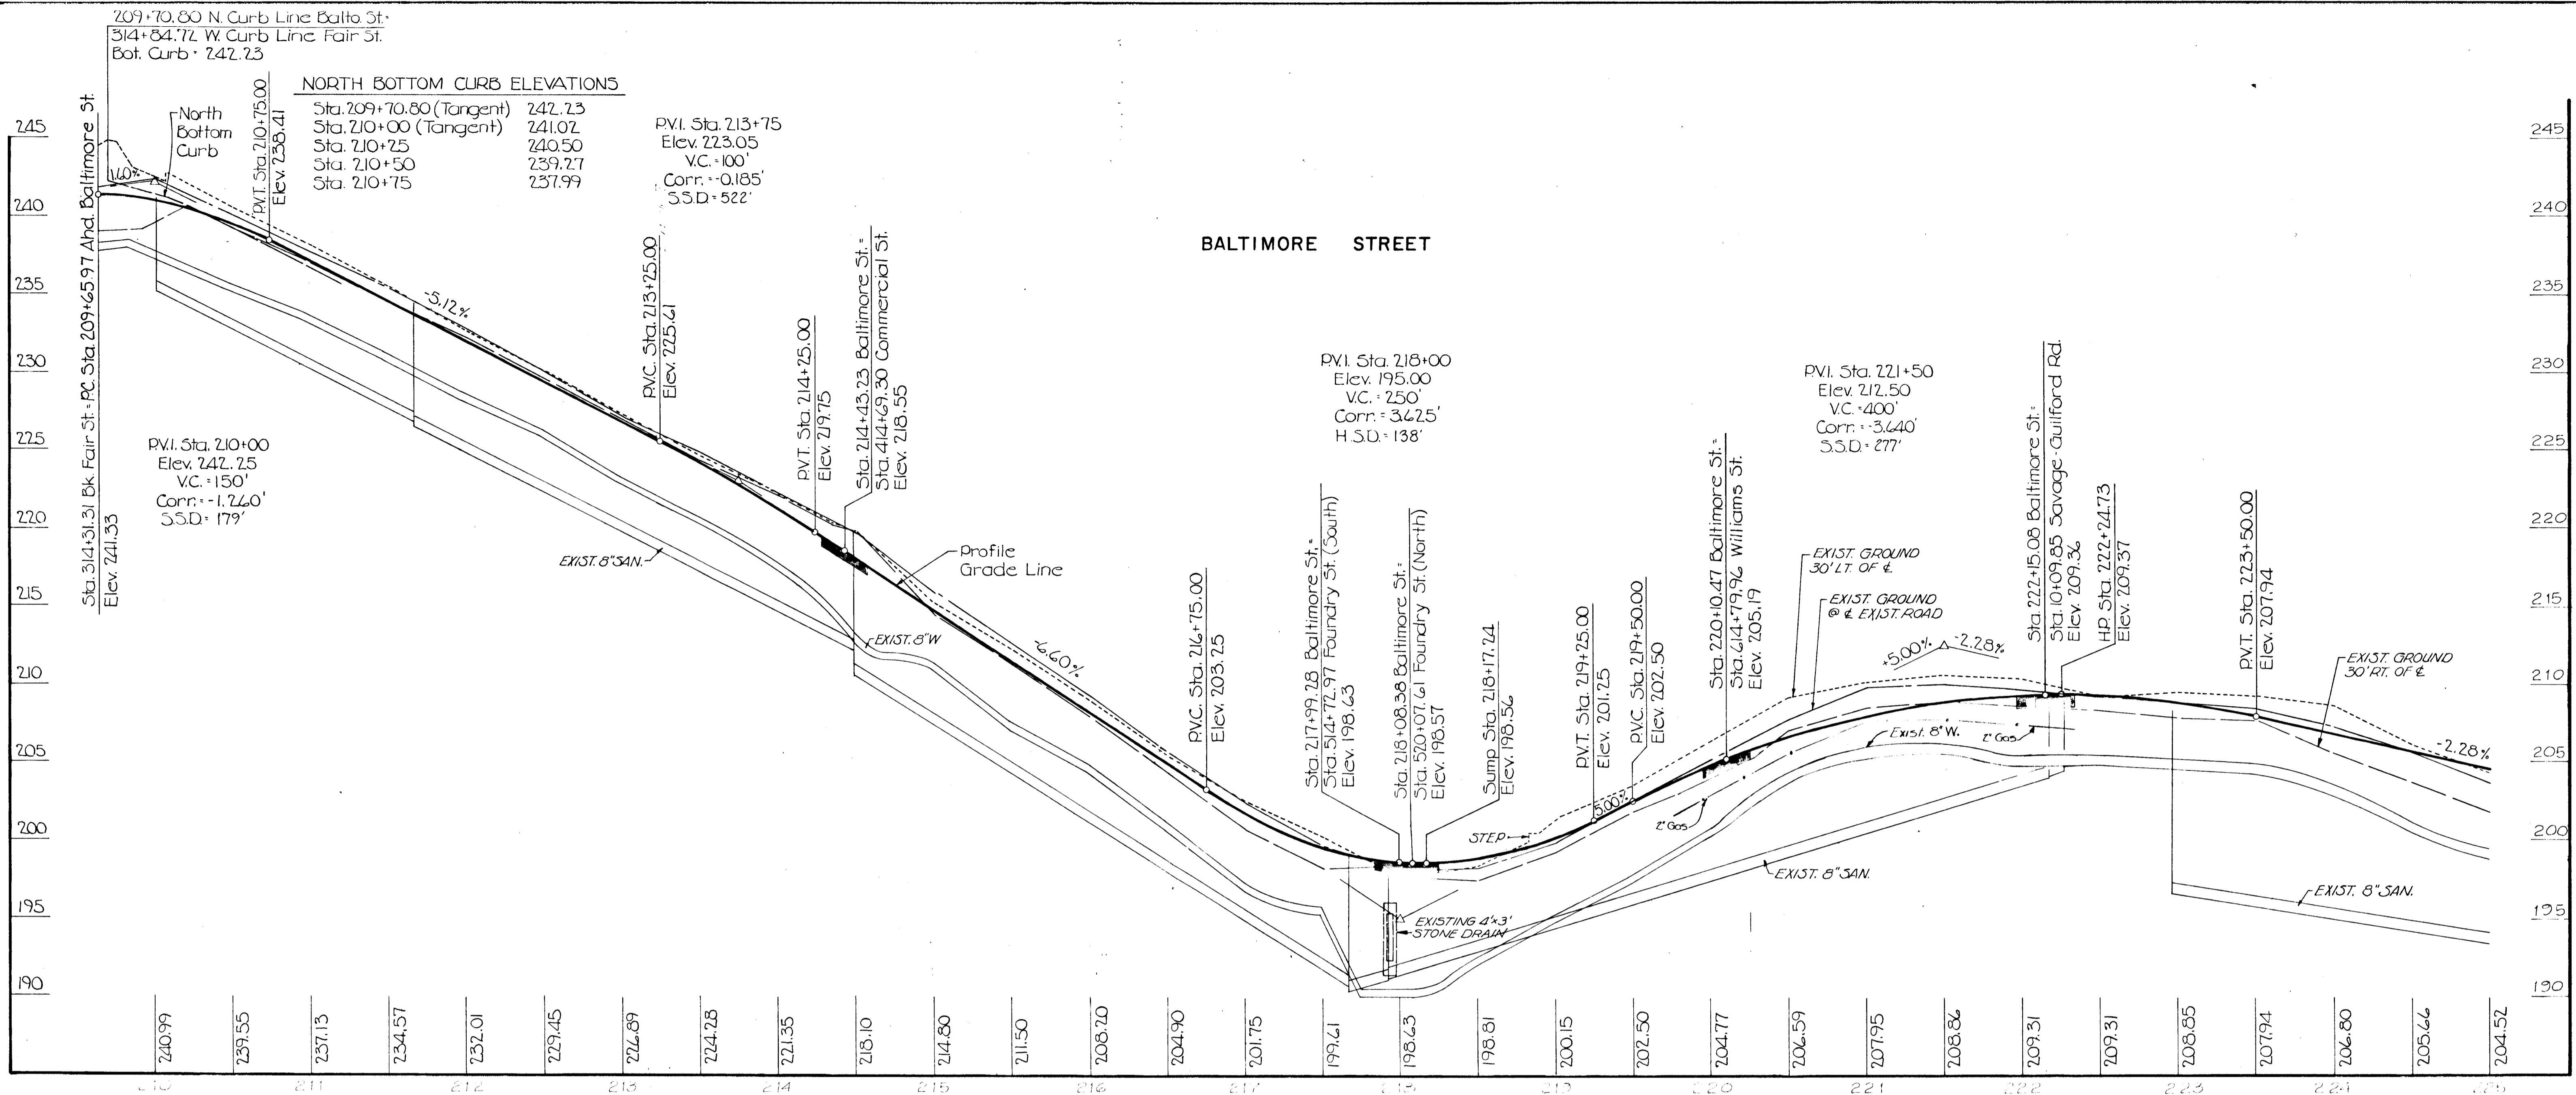 209+70.80 N. Curb Line Balto. St.=
314+84.72 W. Curb Line Fair St.
Bot. Curb = 242.23
NORTH BOTTOM CURB ELEVATIONS
Sta. 209+70.80 (Tangent) 242.23
Sta. 210+00 (Tangent) 241.02
Sta. 210+25 240.50
Sta. 210+50 239.27
Sta. 210+75 237.99
North
Bottom
Curb
P.V.T. Sta. 210+75.00
Elev. 238.41
P.V.I. Sta. 213+75
Elev. 223.05
V.C. = 100'
Corr. = -0.185'
S.S.D. = 522'
BALTIMORE STREET
245
240
235
230
225
220
215
210
205
200
195
190
Sta. 314+31.31 Bk. Fair St. = P.C. Sta. 209+65.97 Ahd. Baltimore St.
Elev. 241.33
1.60%
-5.12%
P.V.I. Sta. 210+00
Elev. 242.25
V.C. = 150'
Corr. = -1.260'
S.S.D. = 179'
P.V.C. Sta. 213+25.00
Elev. 225.61
P.V.T. Sta. 214+25.00
Elev. 219.75
Sta. 214+43.23 Baltimore St. =
Sta. 414+69.30 Commercial St.
Elev. 218.55
EXIST. 8" SAN.
EXIST. 8" W
Profile
Grade Line
-6.60%
P.V.C. Sta. 216+75.00
Elev. 203.25
P.V.I. Sta. 218+00
Elev. 195.00
V.C. = 250'
Corr. = 3.625'
H.S.D. = 138'
Sta. 217+99.28 Baltimore St. =
Sta. 514+72.97 Foundry St. (South)
Elev. 198.63
Sta. 218+08.38 Baltimore St. =
Sta. 520+07.61 Foundry St. (North)
Elev. 198.57
Sump Sta. 218+17.24
Elev. 198.56
STEP
EXISTING 4'x3'
STONE DRAIN
P.V.T. Sta. 219+25.00
Elev. 201.25
P.V.C. Sta. 219+50.00
Elev. 202.50
5.00%
2" Gas
Sta. 220+10.47 Baltimore St. =
Sta. 614+79.96 Williams St.
Elev. 205.19
P.V.I. Sta. 221+50
Elev. 212.50
V.C. = 400'
Corr. = -3.640'
S.S.D. = 277'
EXIST. GROUND
30' LT. OF ℄
EXIST. GROUND
@ ℄ EXIST. ROAD
+5.00% -2.28%
Exist. 8" W.
2" Gas
EXIST. 8" SAN.
Sta. 222+15.08 Baltimore St. =
Sta. 10+09.85 Savage-Guilford Rd.
Elev. 209.36
H.P. Sta. 222+24.73
Elev. 209.37
P.V.T. Sta. 223+50.00
Elev. 207.94
EXIST. GROUND
30' RT. OF ℄
-2.28%
EXIST. 8" SAN.
245
240
235
230
225
220
215
210
205
200
195
190
240.99 239.55 237.13 234.57 232.01 229.45 226.89 224.28 221.35 218.10 214.80 211.50 208.20 204.90 201.75 199.61 198.63 198.81 200.15 202.50 204.77 206.59 207.95 208.86 209.31 209.31 208.85 207.94 206.80 205.66 204.52
210 211 212 213 214 215 216 217 218 219 220 221 222 223 224 225